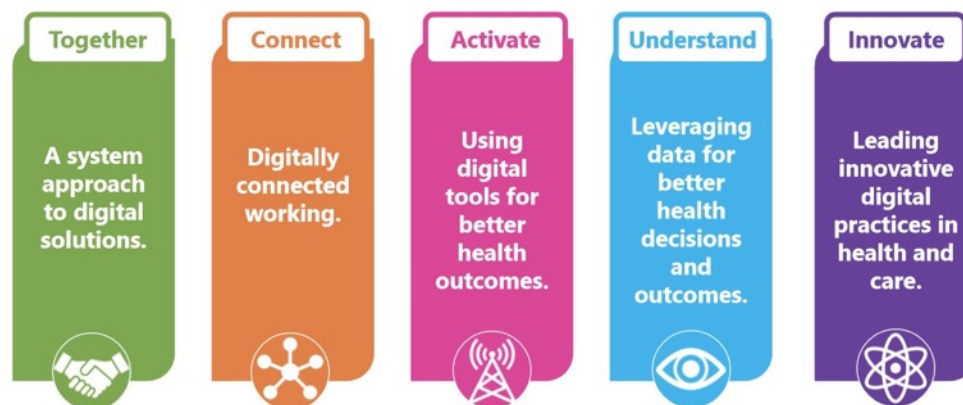 Together
A system
approach
to digital
solutions.
Connect
Digitally
connected
working.
Activate
Using
digital
tools for
better
health
outcomes.
Understand
Leveraging
data for
better
health
decisions
and
outcomes.
Innovate
Leading
innovative
digital
practices in
health and
care.